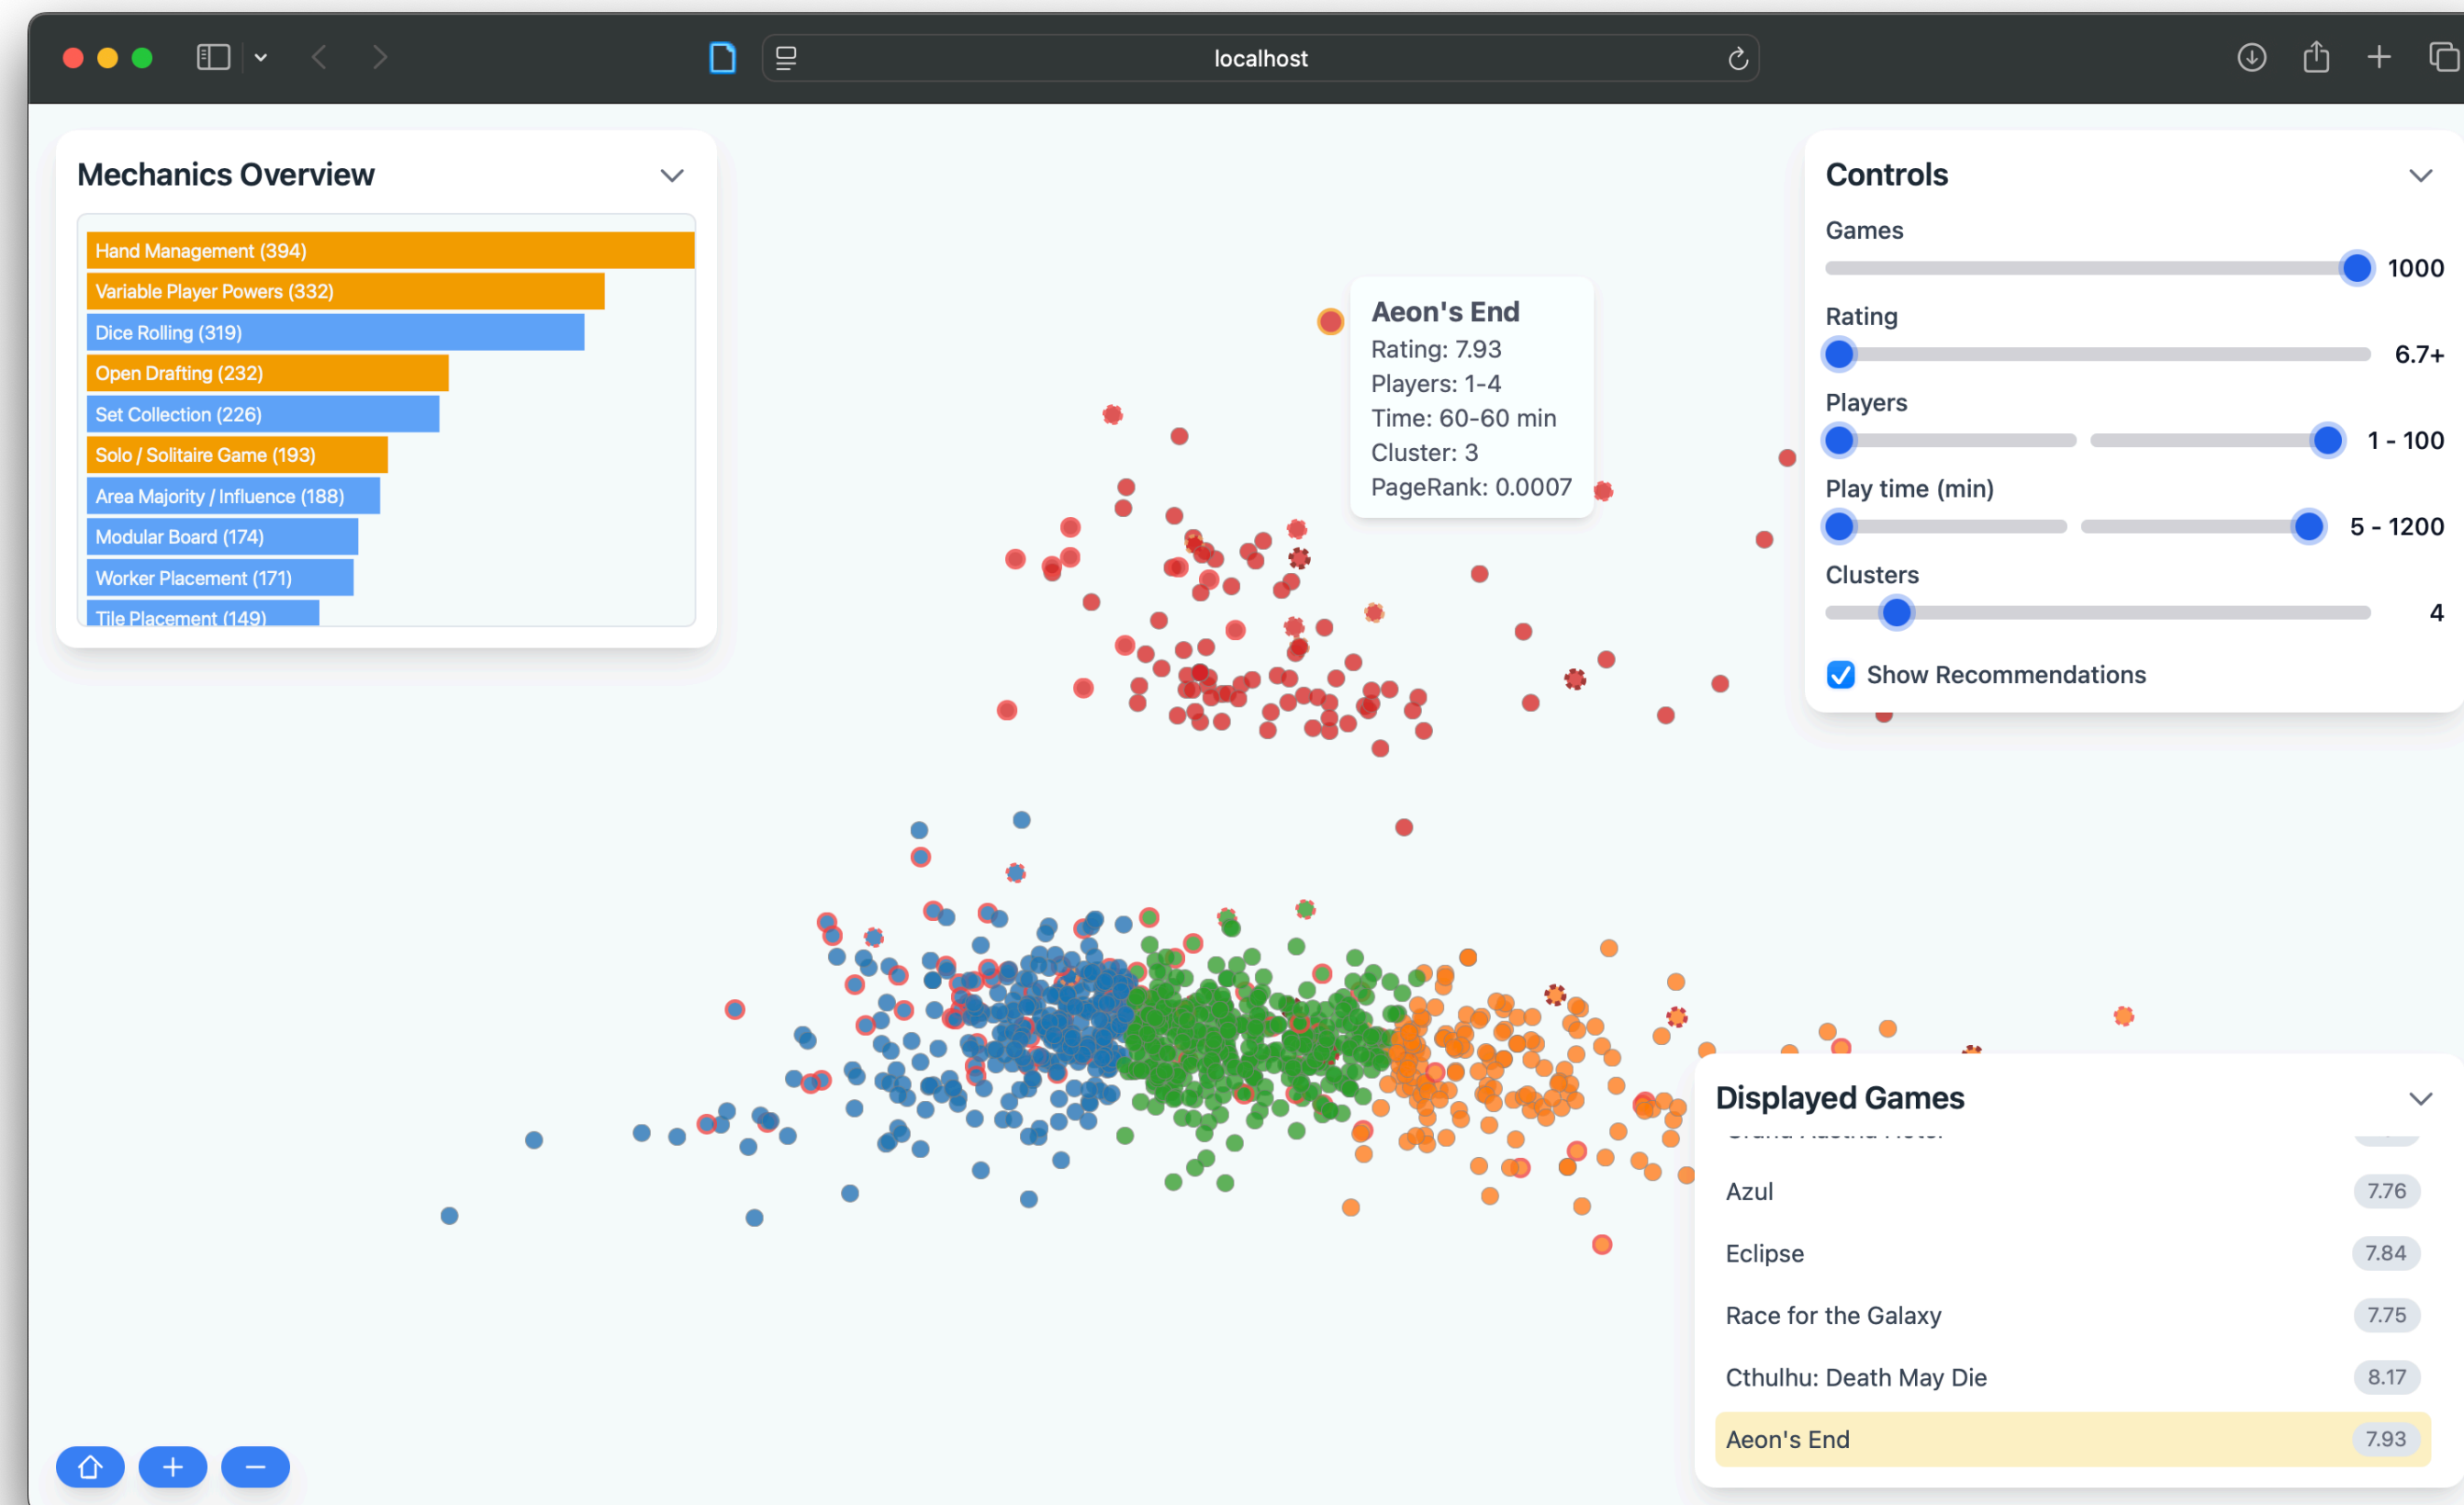 localhost
Mechanics Overview
Hand Management (394)
Variable Player Powers (332)
Dice Rolling (319)
Open Drafting (232)
Set Collection (226)
Solo / Solitaire Game (193)
Area Majority / Influence (188)
Modular Board (174)
Worker Placement (171)
Tile Placement (149)
Aeon's End
Rating: 7.93
Players: 1-4
Time: 60-60 min
Cluster: 3
PageRank: 0.0007
Controls
Games
1000
Rating
6.7+
Players
1 - 100
Play time (min)
5 - 1200
Clusters
4
Show Recommendations
Displayed Games
Azul 7.76
Eclipse 7.84
Race for the Galaxy 7.75
Cthulhu: Death May Die 8.17
Aeon's End 7.93